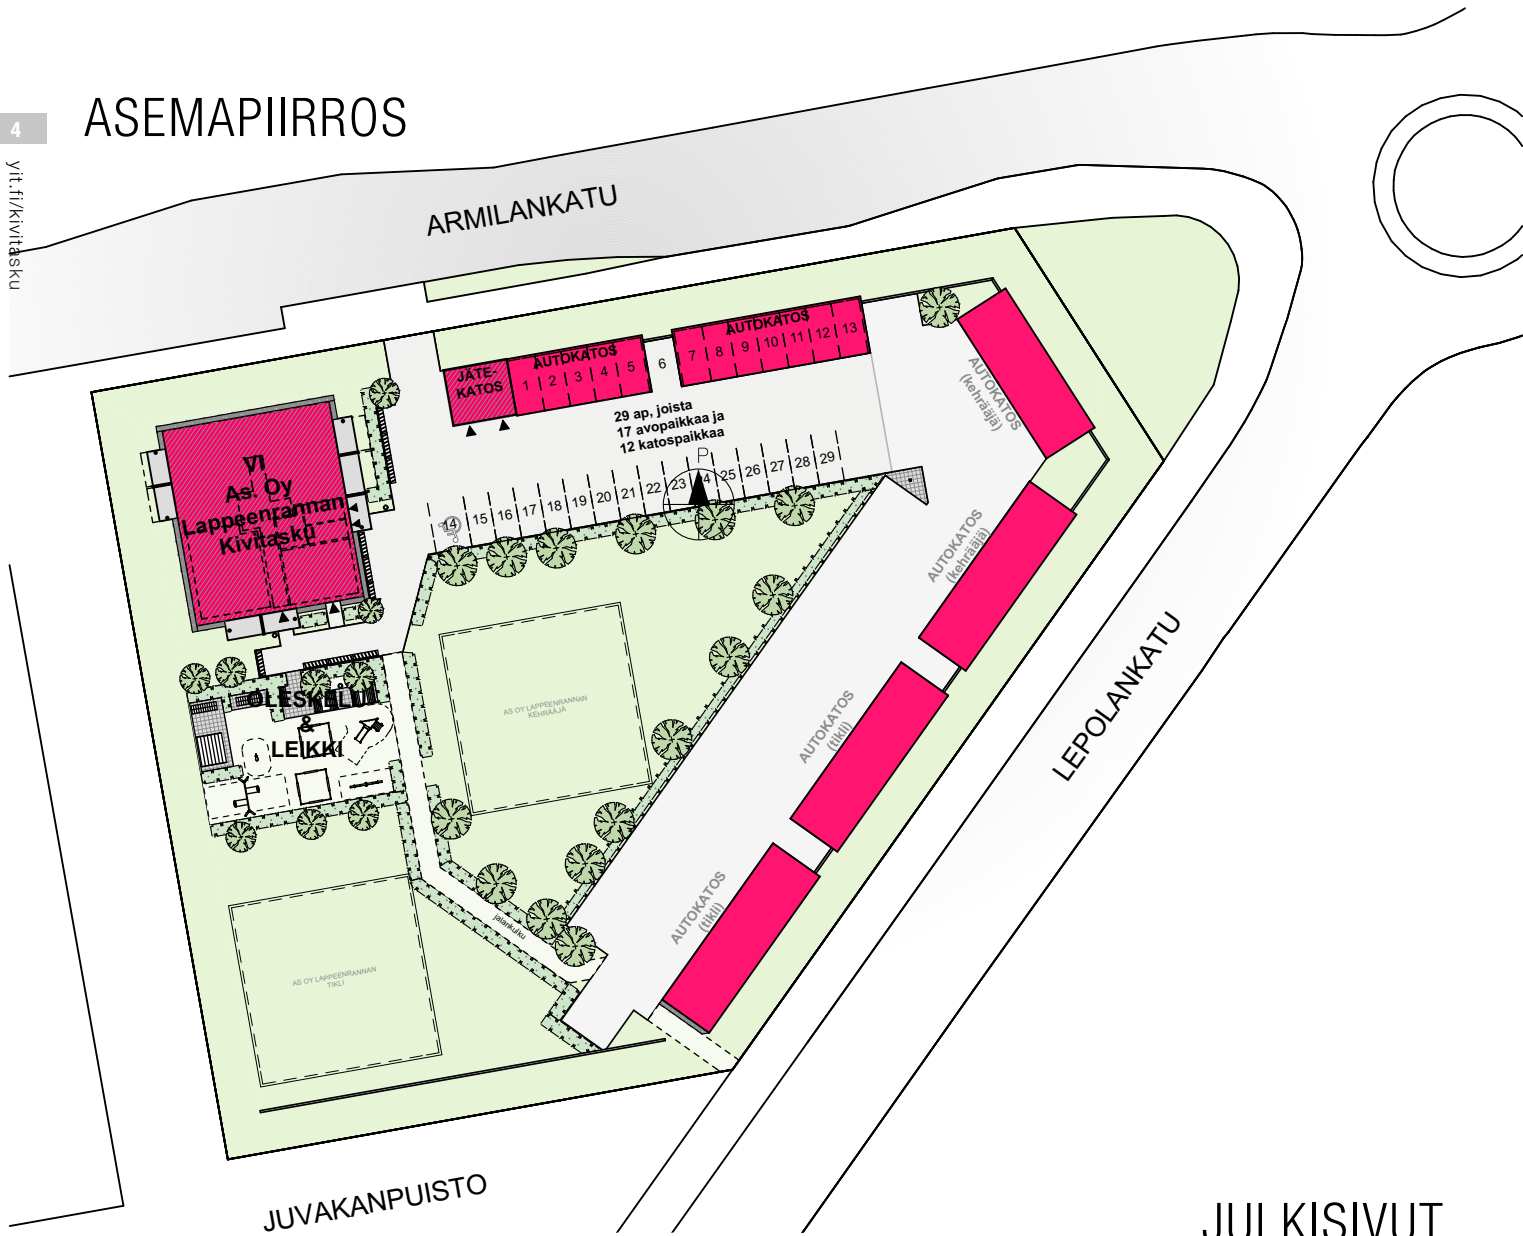 4
ASEMAPIIRROS
yit.fi/kivitasku
ARMILANKATU
JÄTE-
KATOS
AUTOKATOS
1 2 3 4 5
6
AUTOKATOS
7 8 9 10 11 12 13
29 ap, joista
17 avopaikkaa ja
12 katospaikkaa
P
14 15 16 17 18 19 20 21 22 23 24 25 26 27 28 29
VI
As. Oy
Lappeenrannan
Kivitasku
AUTOKATOS
(kehrääjä)
AUTOKATOS
(kehrääjä)
AUTOKATOS
(tikli)
AUTOKATOS
(tikli)
LEPOLANKATU
OLESKELU
&
LEIKKI
AS OY LAPPEENRANNAN
KEHRÄÄJÄ
jalankulku
AS OY LAPPEENRANNAN
TIKLI
JUVAKANPUISTO
JULKISIVUT